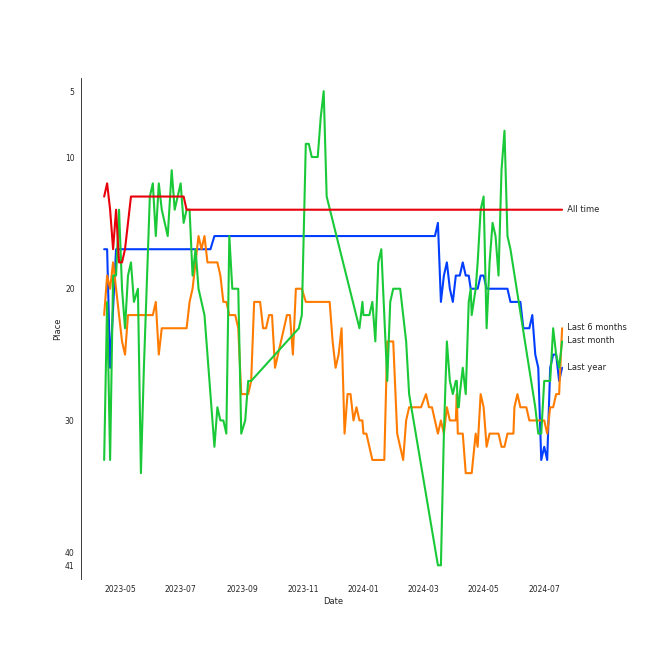 5
10
20
30
40
41
Place
2023-05
2023-07
2023-09
2023-11
2024-01
2024-03
2024-05
2024-07
Date
All time
Last 6 months
Last month
Last year